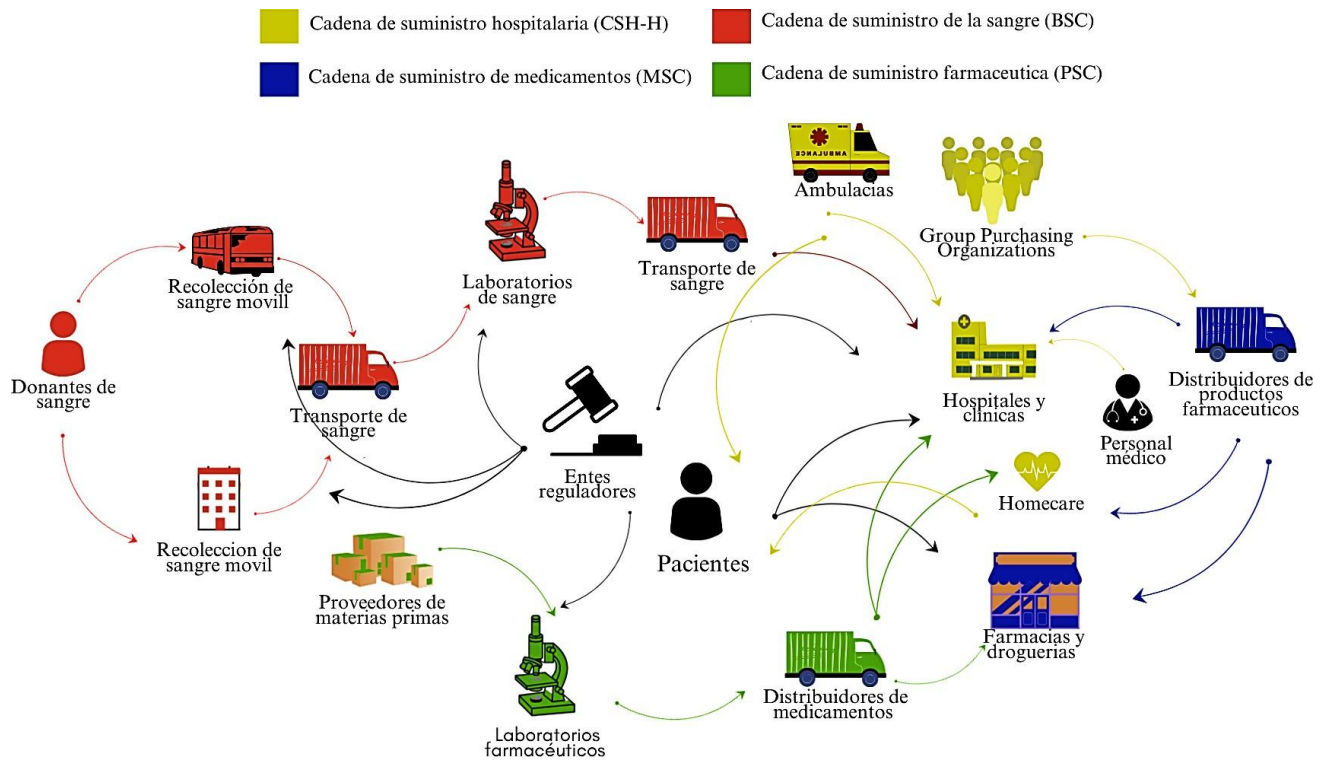 Cadena de suministro hospitalaria (CSH-H)
Cadena de suministro de la sangre (BSC)
Cadena de suministro de medicamentos (MSC)
Cadena de suministro farmaceutica (PSC)
AMBULANCE
Ambulacias
Group Purchasing
Organizations
Recolección de
sangre movill
Laboratorios
de sangre
Transporte de
sangre
Donantes de
sangre
Transporte de
sangre
Hospitales y
clínicas
Distribuidores de
productos
farmaceuticos
Personal
médico
Entes
reguladores
Homecare
Recoleccion de
sangre movil
Pacientes
Proveedores de
materias primas
Farmacias y
droguerias
Distribuidores de
medicamentos
Laboratorios
farmacéuticos